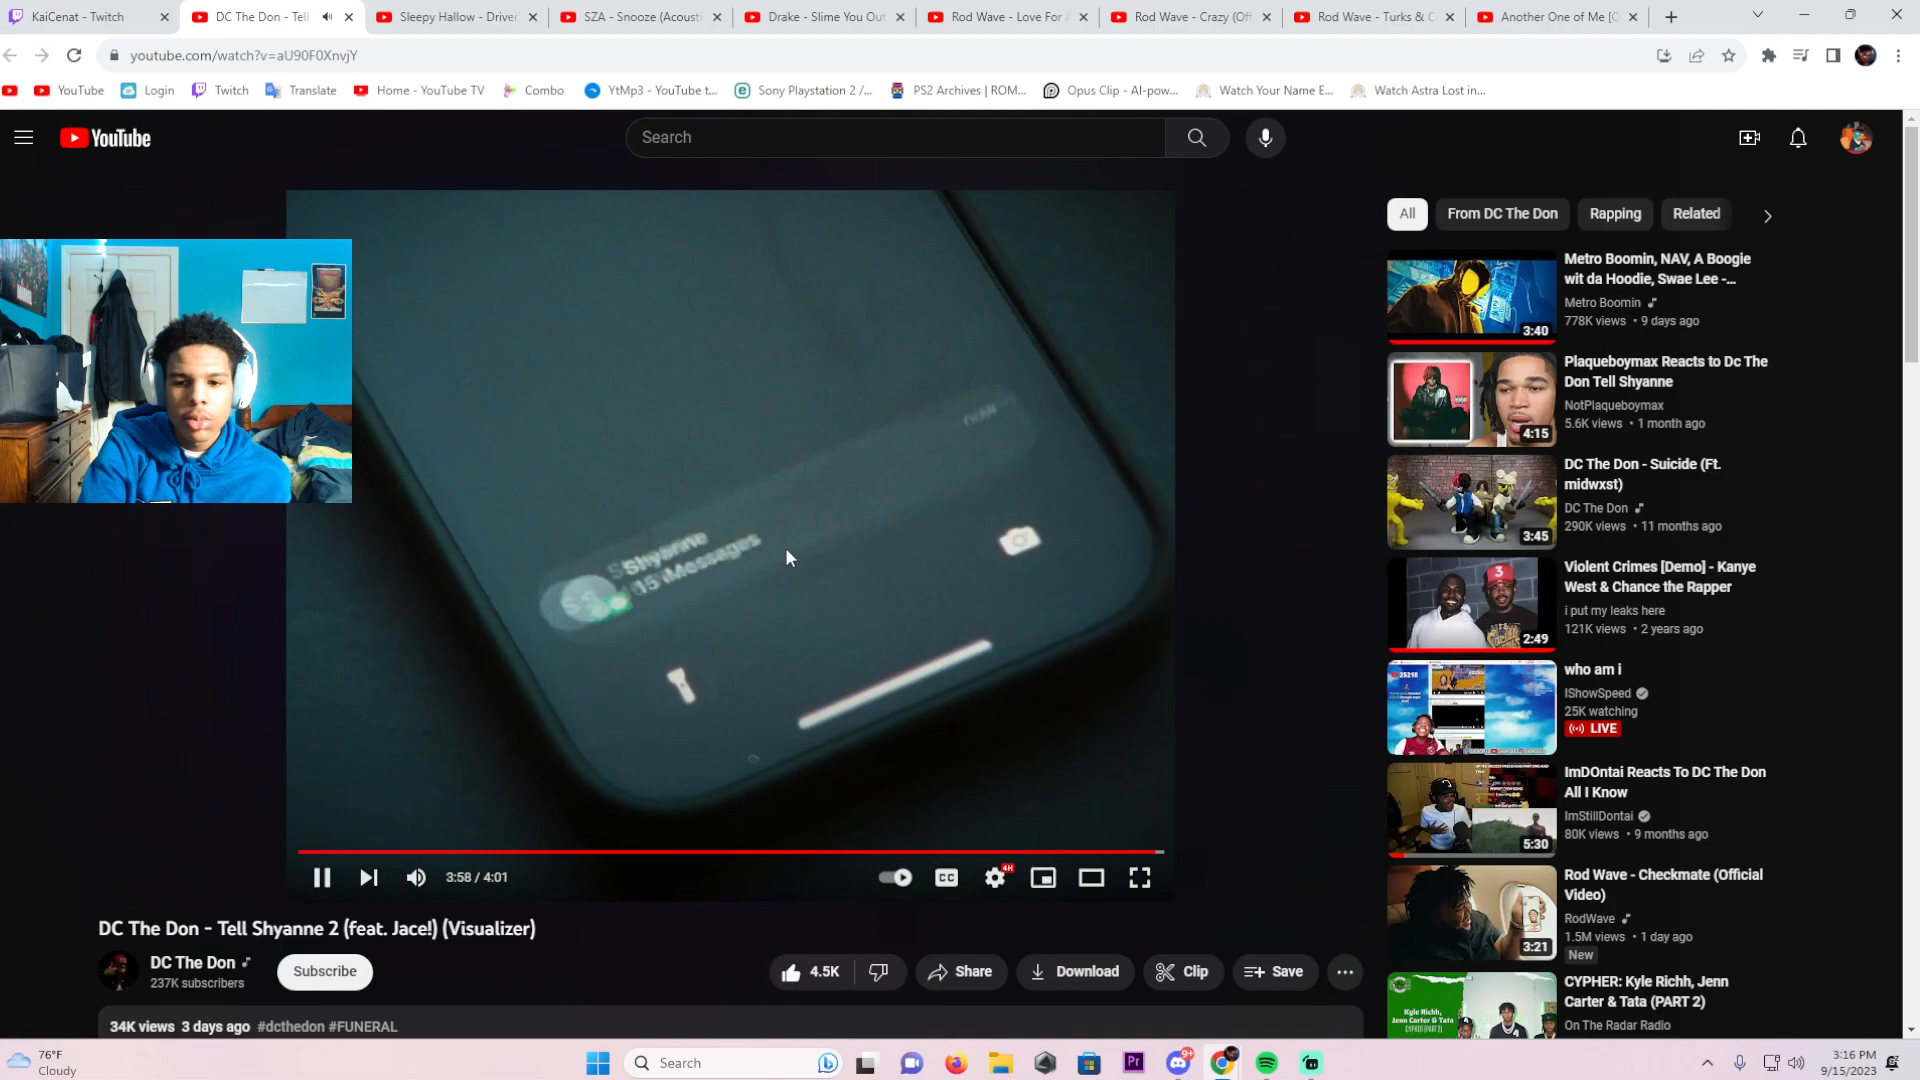 KaiCenat - Twitch
DC The Don - Tell
Sleepy Hallow - Driver
SZA - Snooze (Acoust
Drake - Slime You Out
Rod Wave - Love For A
Rod Wave - Crazy (Off
Rod Wave - Turks & C
Another One of Me [O
youtube.com/watch?v=aU90F0XnvjY
YouTube
Login
Twitch
Translate
Home - YouTube TV
Combo
YtMp3 - YouTube t...
Sony Playstation 2 /...
PS2 Archives | ROM...
Opus Clip - AI-pow...
Watch Your Name E...
Watch Astra Lost in...
YouTube
Search
All
From DC The Don
Rapping
Related
now
Shyanne
15 iMessages
3:58 / 4:01
CC
4K
DC The Don - Tell Shyanne 2 (feat. Jace!) (Visualizer)
DC The Don
237K subscribers
Subscribe
4.5K
Share
Download
Clip
Save
34K views 3 days ago #dcthedon #FUNERAL
Metro Boomin, NAV, A Boogie
wit da Hoodie, Swae Lee -...
Metro Boomin
778K views • 9 days ago
3:40
Plaqueboymax Reacts to Dc The
Don Tell Shyanne
NotPlaqueboymax
5.6K views • 1 month ago
4:15
DC The Don - Suicide (Ft.
midwxst)
DC The Don
290K views • 11 months ago
3:45
Violent Crimes [Demo] - Kanye
West & Chance the Rapper
i put my leaks here
121K views • 2 years ago
2:49
who am i
IShowSpeed
25K watching
LIVE
ImDOntai Reacts To DC The Don
All I Know
ImStillDontai
80K views • 9 months ago
5:30
Rod Wave - Checkmate (Official
Video)
RodWave
1.5M views • 1 day ago
New
3:21
CYPHER: Kyle Richh, Jenn
Carter & Tata (PART 2)
On The Radar Radio
Kyle Richh,
Jenn Carter & Tata
76°F
Cloudy
Search
Pr
9+
3:16 PM
9/15/2023